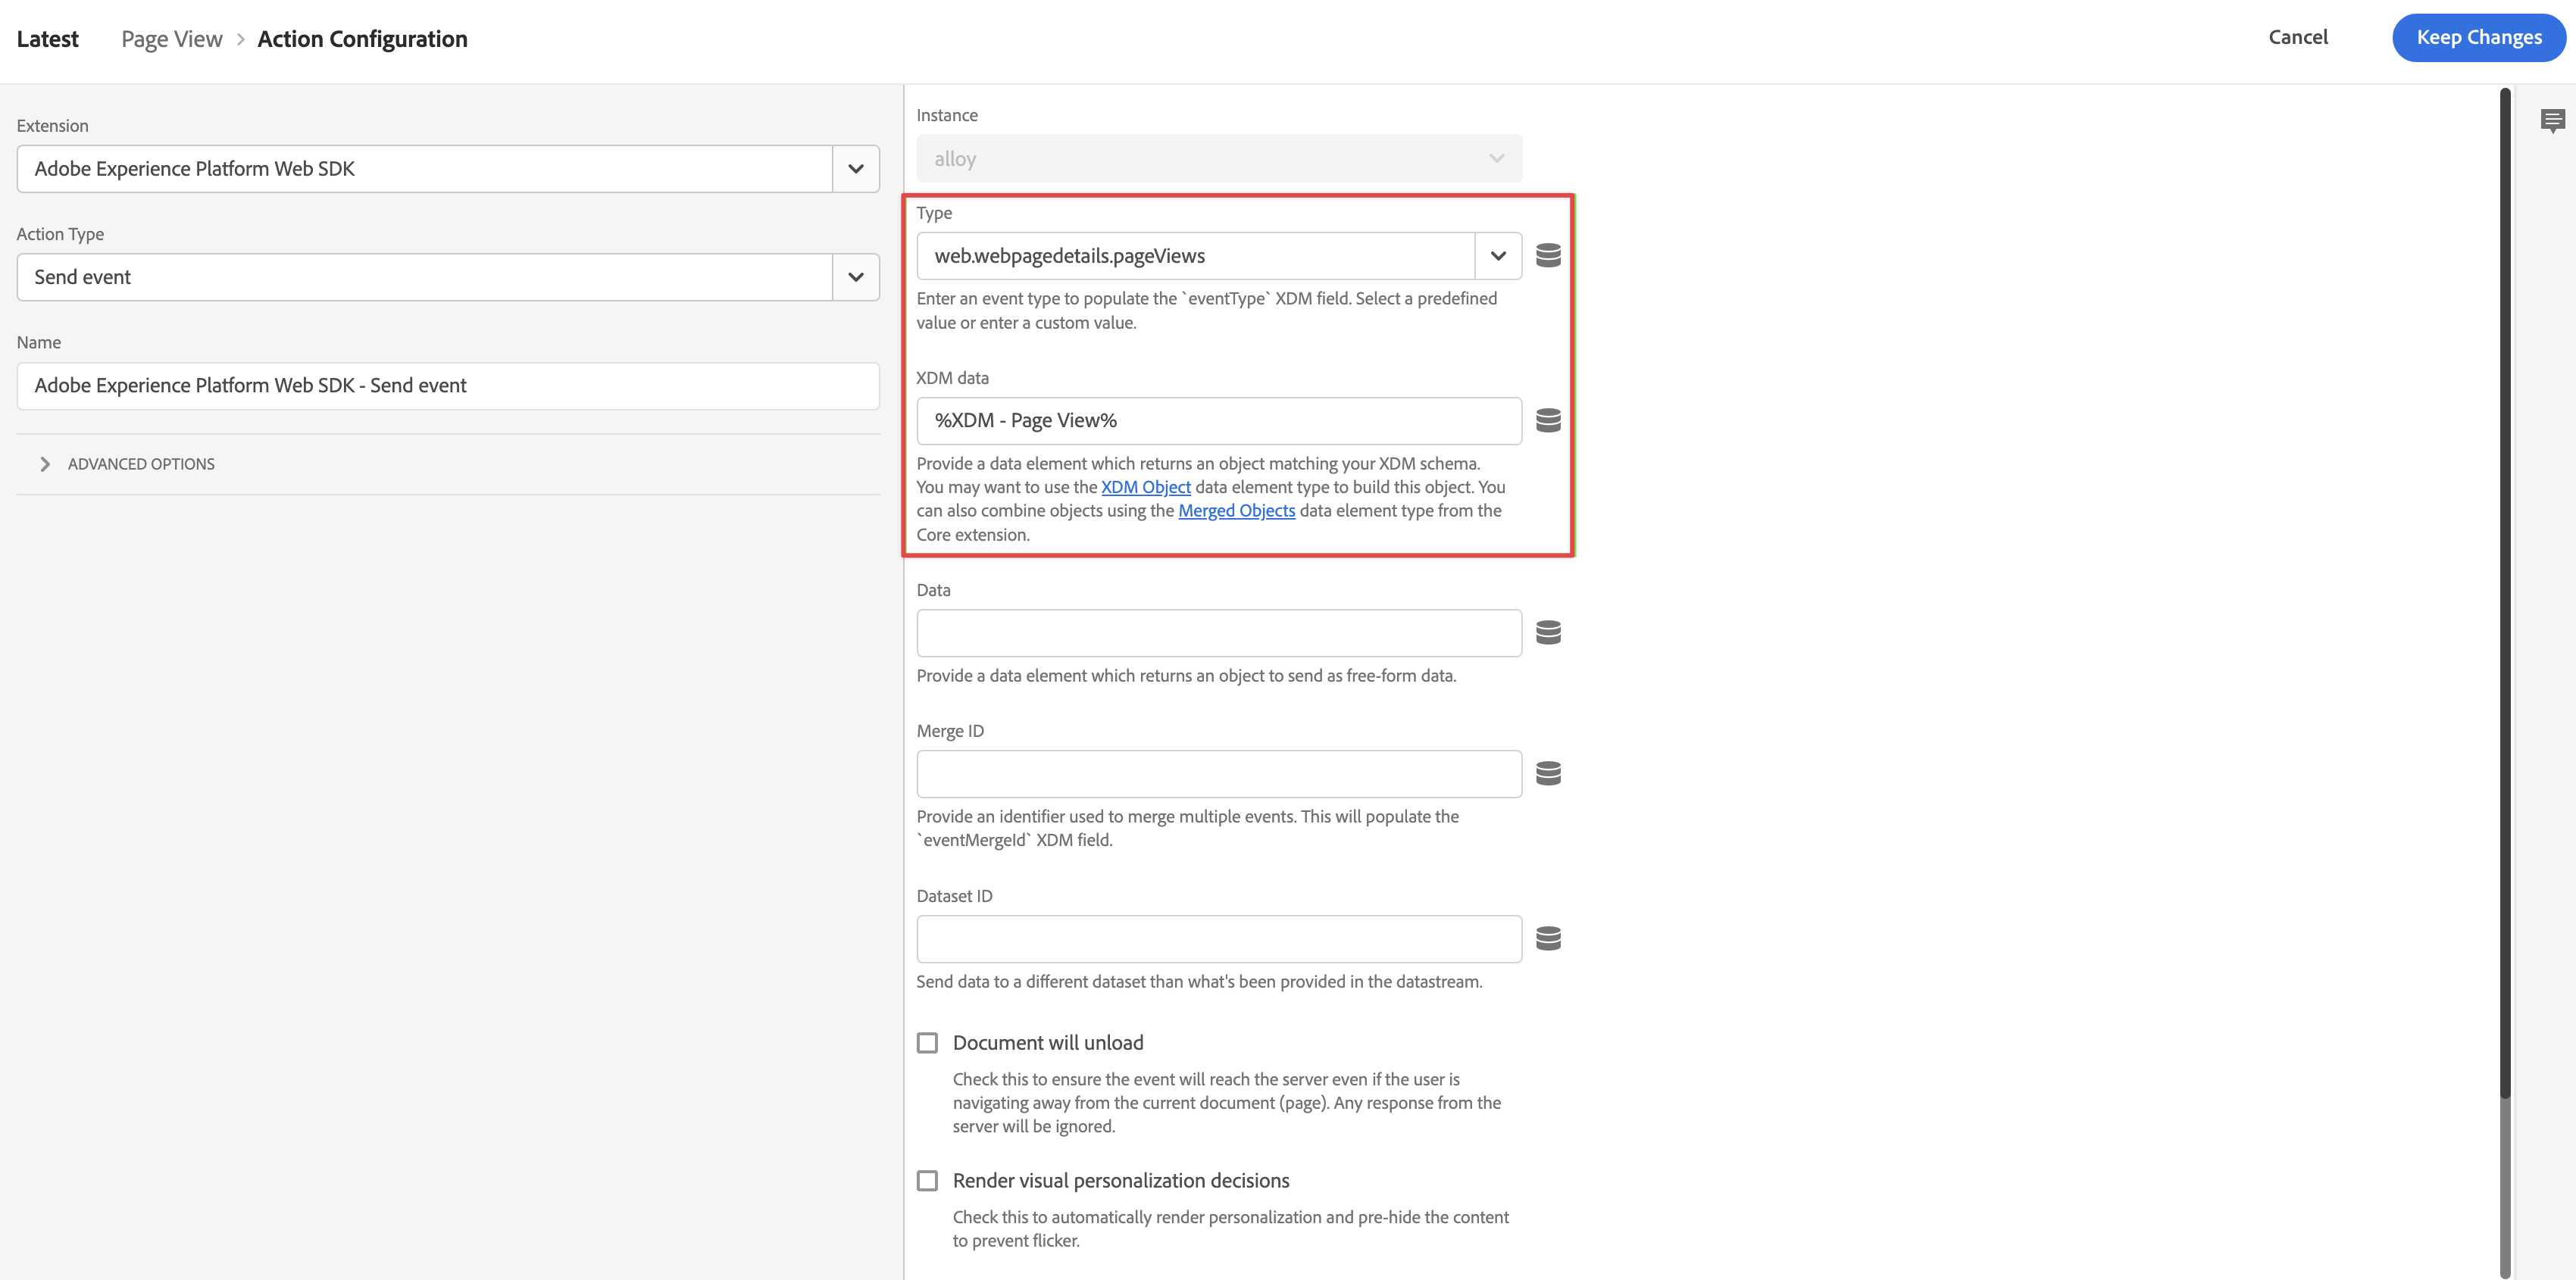 Latest Page View > Action Configuration Cancel Keep Changes
Extension
Adobe Experience Platform Web SDK
Action Type
Send event
Name
Adobe Experience Platform Web SDK - Send event
ADVANCED OPTIONS
Instance
alloy
Type
web.webpagedetails.pageViews
Enter an event type to populate the `eventType` XDM field. Select a predefined
value or enter a custom value.
XDM data
%XDM - Page View%
Provide a data element which returns an object matching your XDM schema.
You may want to use the XDM Object data element type to build this object. You
can also combine objects using the Merged Objects data element type from the
Core extension.
Data
Provide a data element which returns an object to send as free-form data.
Merge ID
Provide an identifier used to merge multiple events. This will populate the
`eventMergeId` XDM field.
Dataset ID
Send data to a different dataset than what's been provided in the datastream.
Document will unload
Check this to ensure the event will reach the server even if the user is
navigating away from the current document (page). Any response from the
server will be ignored.
Render visual personalization decisions
Check this to automatically render personalization and pre-hide the content
to prevent flicker.